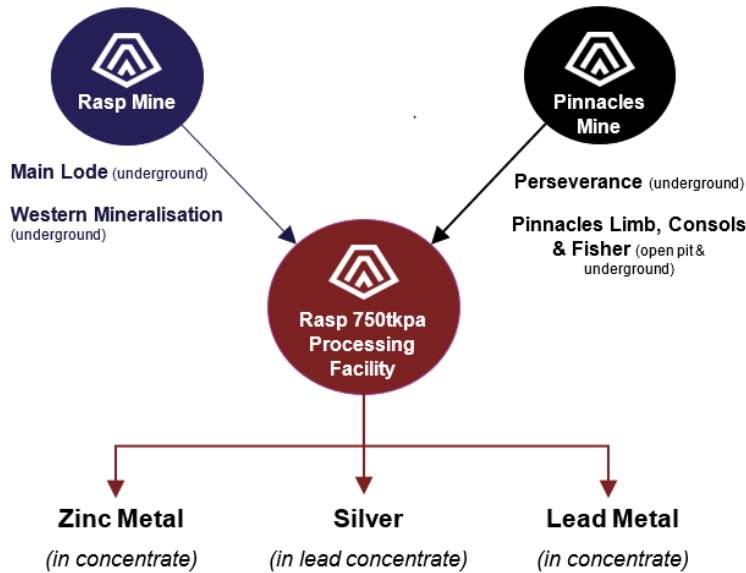 Rasp Mine
Pinnacles
Mine
Main Lode (underground)
Western Mineralisation
(underground)
Perseverance (underground)
Pinnacles Limb, Consols
& Fisher (open pit &
underground)
Rasp 750tkpa
Processing
Facility
Zinc Metal
(in concentrate)
Silver
(in lead concentrate)
Lead Metal
(in concentrate)